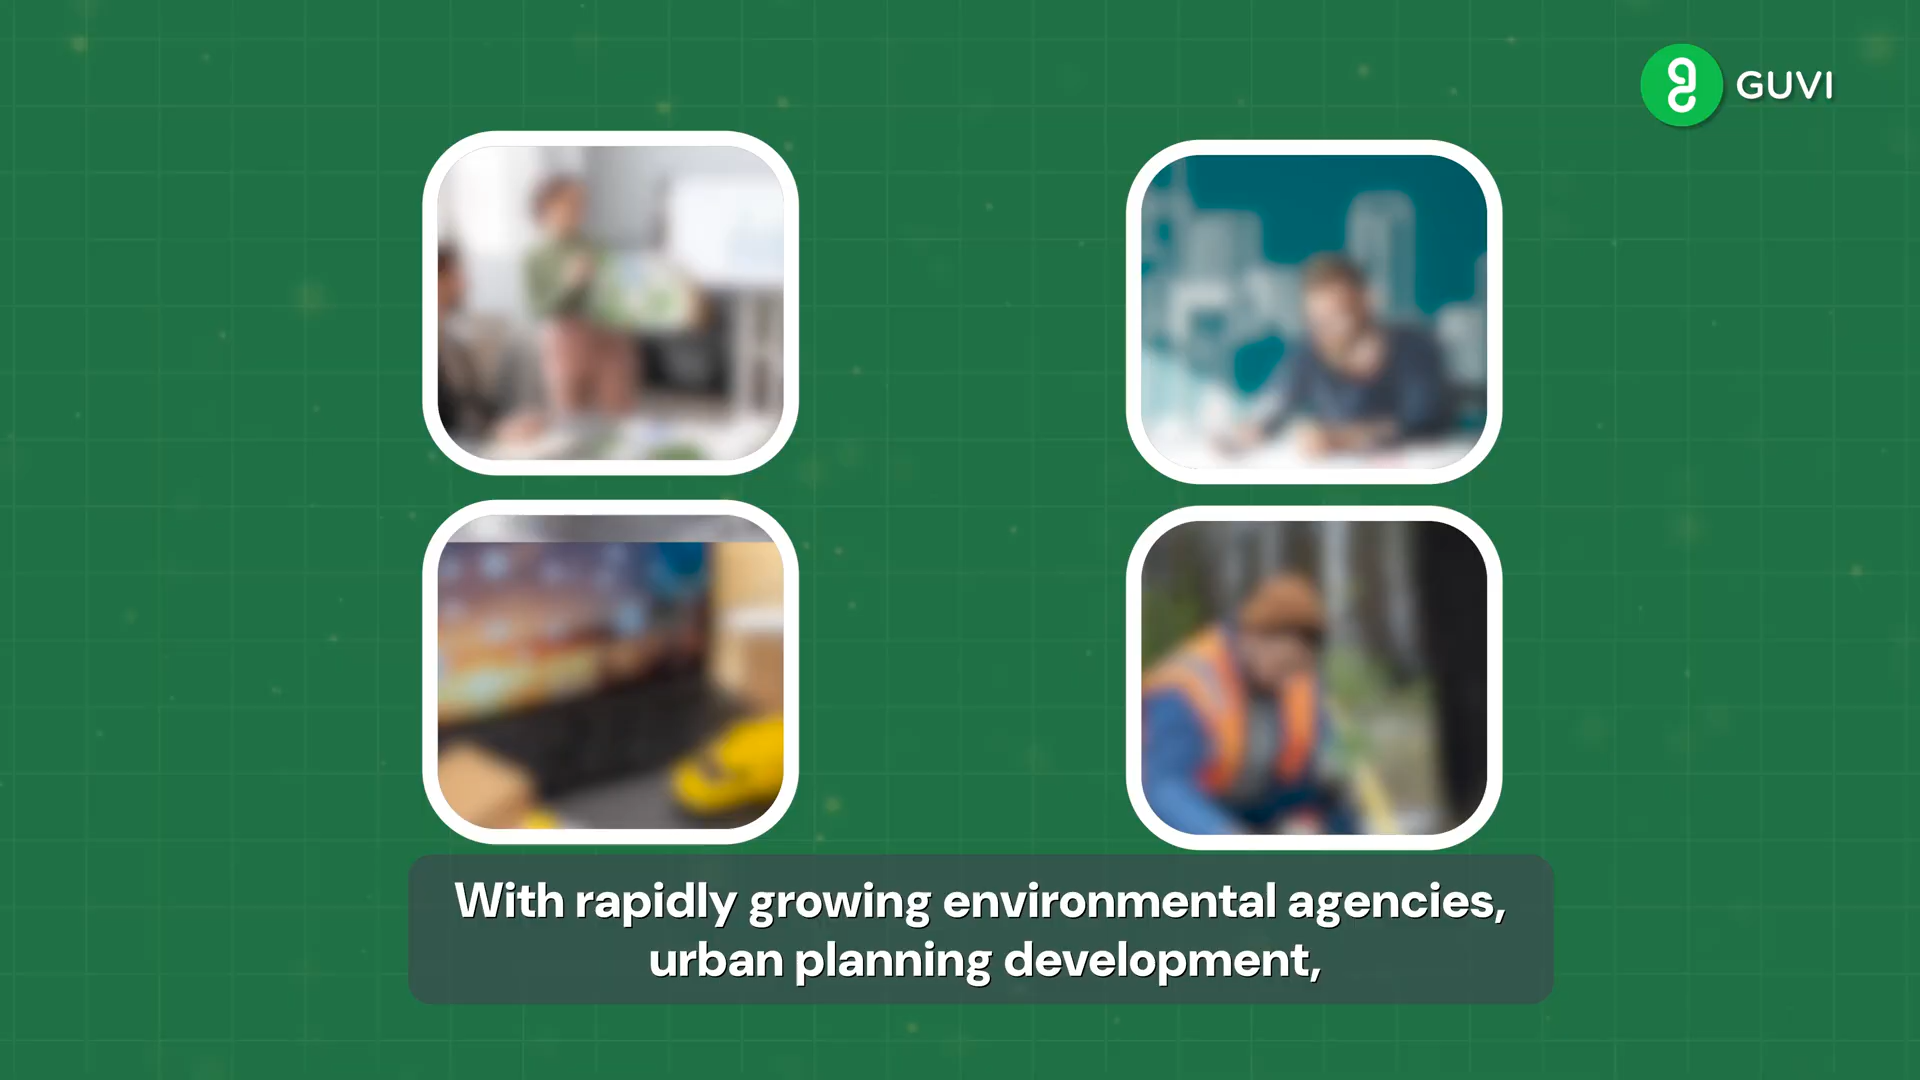 GUVI
With rapidly growing environmental agencies,
urban planning development,